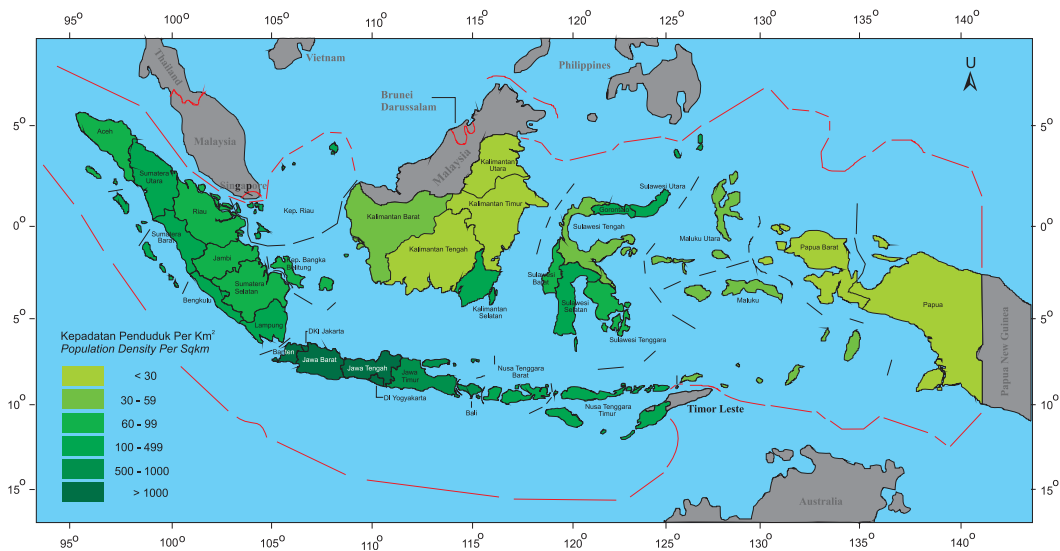 95°
100°
105°
110°
115°
120°
125°
130°
135°
140°
Thailand
Vietnam
Philippines
U
Brunei
Darussalam
5°
5°
Aceh
Malaysia
Malaysia
Kalimantan
Utara
Sumatera
Utara
Singapore
Riau
Kep. Riau
Kalimantan Barat
Kalimantan Timur
Sulawesi Utara
Gorontalo
Sulawesi Tengah
0°
0°
Sumatera
Barat
Maluku Utara
Kalimantan Tengah
Papua Barat
Jambi
Kep. Bangka
Belitung
Sulawesi
Barat
Sumatera
Selatan
Bengkulu
Kalimantan
Selatan
Sulawesi
Selatan
Maluku
Papua
Papua New Guinea
5°
5°
Lampung
Sulawesi Tenggara
DKI Jakarta
Banten
Jawa Barat
Jawa Tengah
Jawa
Timur
Nusa Tenggara
Barat
DI Yogyakarta
Bali
Nusa Tenggara
Timur
Timor Leste
10°
10°
Kepadatan Penduduk Per Km²
Population Density Per Sqkm
< 30
30 - 59
60 - 99
100 - 499
500 - 1000
> 1000
15°
15°
Australia
95°
100°
105°
110°
115°
120°
125°
130°
135°
140°